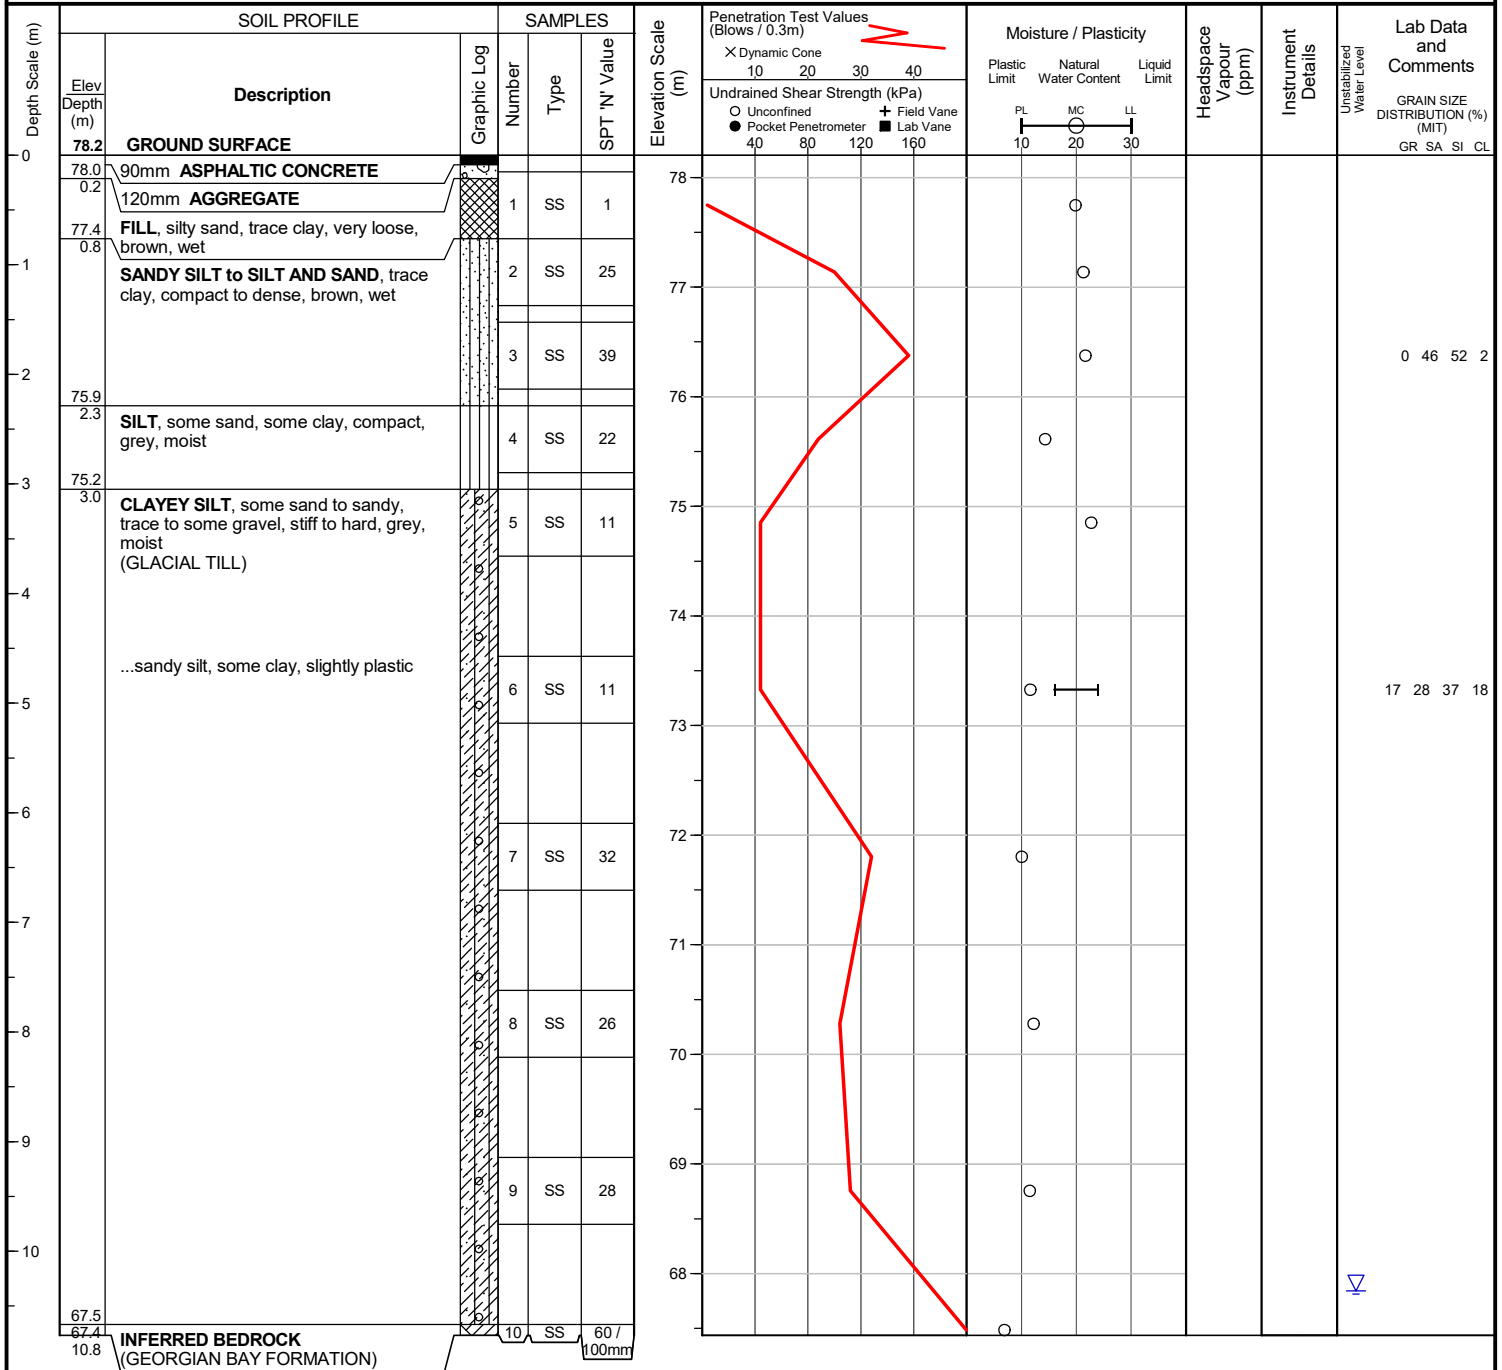 SOIL PROFILE
SAMPLES
Depth Scale (m)
Elev
Depth
(m)
Description
Graphic Log
Number
Type
SPT 'N' Value
Elevation Scale
(m)
Penetration Test Values
(Blows / 0.3m)
X Dynamic Cone
10 20 30 40
Undrained Shear Strength (kPa)
Unconfined
Field Vane
Pocket Penetrometer
Lab Vane
40 80 120 160
Moisture / Plasticity
Plastic
Limit
Natural
Water Content
Liquid
Limit
PL MC LL
10 20 30
Headspace
Vapour
(ppm)
Instrument
Details
Unstabilized
Water Level
Lab Data
and
Comments
GRAIN SIZE
DISTRIBUTION (%)
(MIT)
GR SA SI CL
78.2 GROUND SURFACE
0
78.0 90mm ASPHALTIC CONCRETE
0.2
120mm AGGREGATE
1 SS 1
77.4 FILL, silty sand, trace clay, very loose,
0.8 brown, wet
SANDY SILT to SILT AND SAND, trace
clay, compact to dense, brown, wet
1
2 SS 25
3 SS 39
0 46 52 2
2
75.9
2.3
SILT, some sand, some clay, compact,
grey, moist
4 SS 22
75.2
3
3.0
CLAYEY SILT, some sand to sandy,
trace to some gravel, stiff to hard, grey,
moist
(GLACIAL TILL)
5 SS 11
4
...sandy silt, some clay, slightly plastic
6 SS 11
17 28 37 18
5
6
7 SS 32
7
8
8 SS 26
9
9 SS 28
10
67.5
67.4
10.8
INFERRED BEDROCK
(GEORGIAN BAY FORMATION)
10 SS 60 /
100mm
78
77
76
75
74
73
72
71
70
69
68